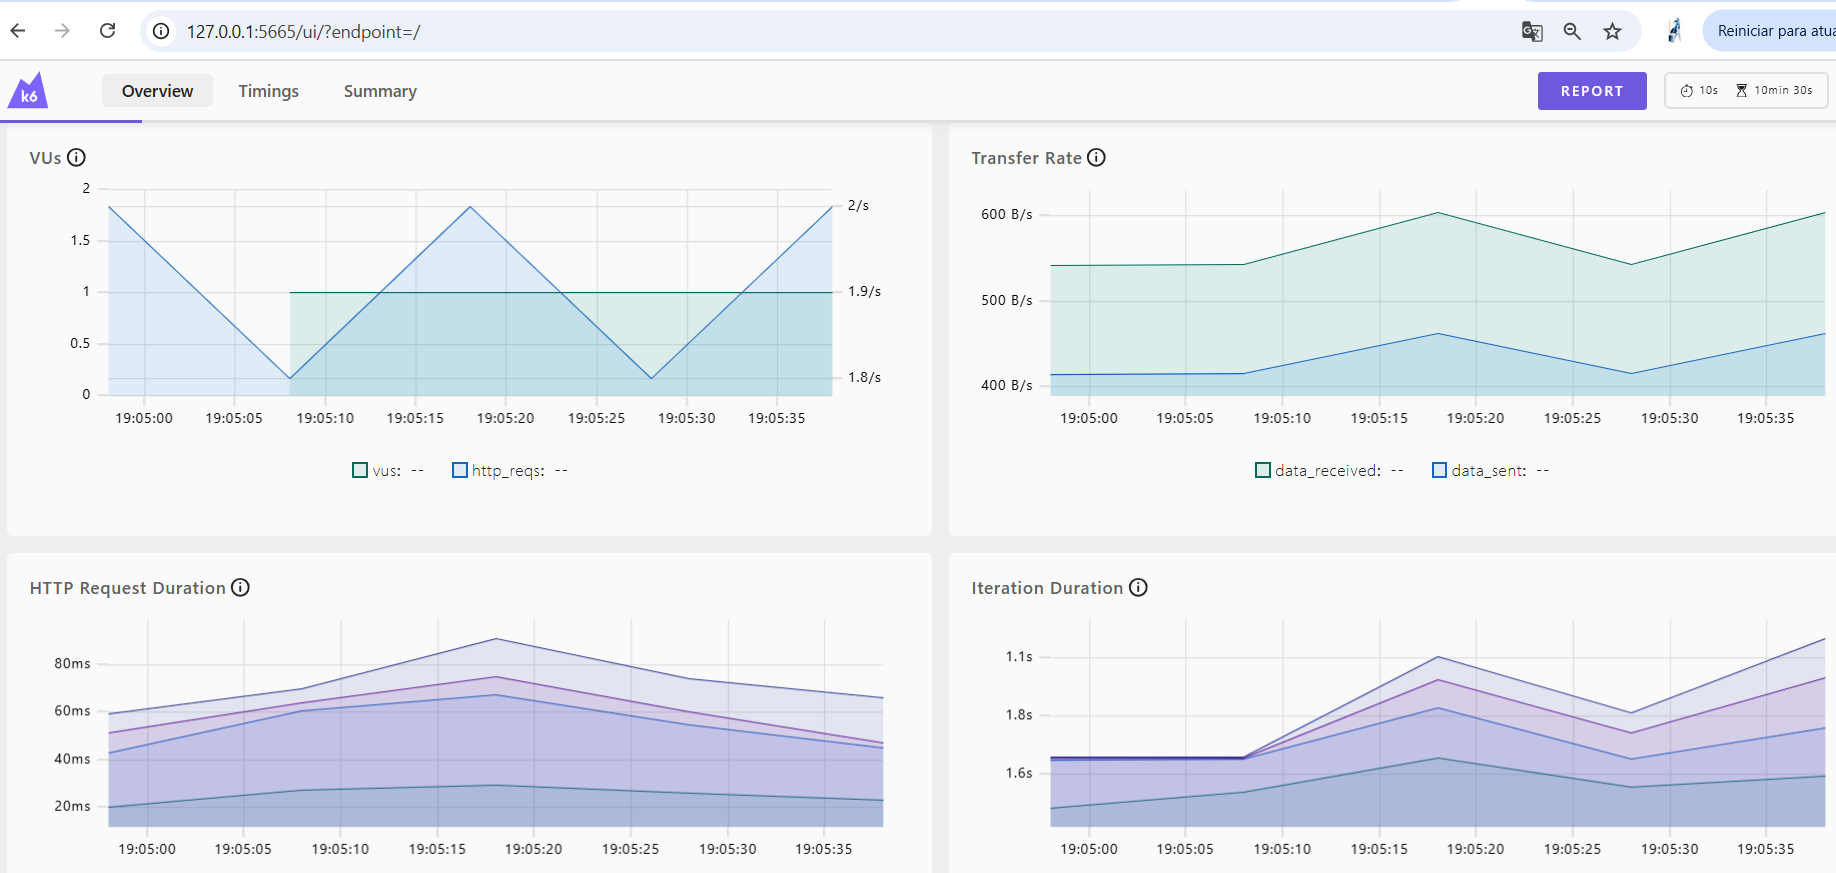 127.0.0.1:5665/ui/?endpoint=/
Reiniciar para atua
k6
Overview Timings Summary
REPORT
10s 10min 30s
VUs
2
1.5
1
0.5
0
2/s
1.9/s
1.8/s
19:05:00 19:05:05 19:05:10 19:05:15 19:05:20 19:05:25 19:05:30 19:05:35
vus: -- http_reqs: --
Transfer Rate
600 B/s
500 B/s
400 B/s
19:05:00 19:05:05 19:05:10 19:05:15 19:05:20 19:05:25 19:05:30 19:05:35
data_received: -- data_sent: --
HTTP Request Duration
80ms
60ms
40ms
20ms
19:05:00 19:05:05 19:05:10 19:05:15 19:05:20 19:05:25 19:05:30 19:05:35
Iteration Duration
1.1s
1.8s
1.6s
19:05:00 19:05:05 19:05:10 19:05:15 19:05:20 19:05:25 19:05:30 19:05:35